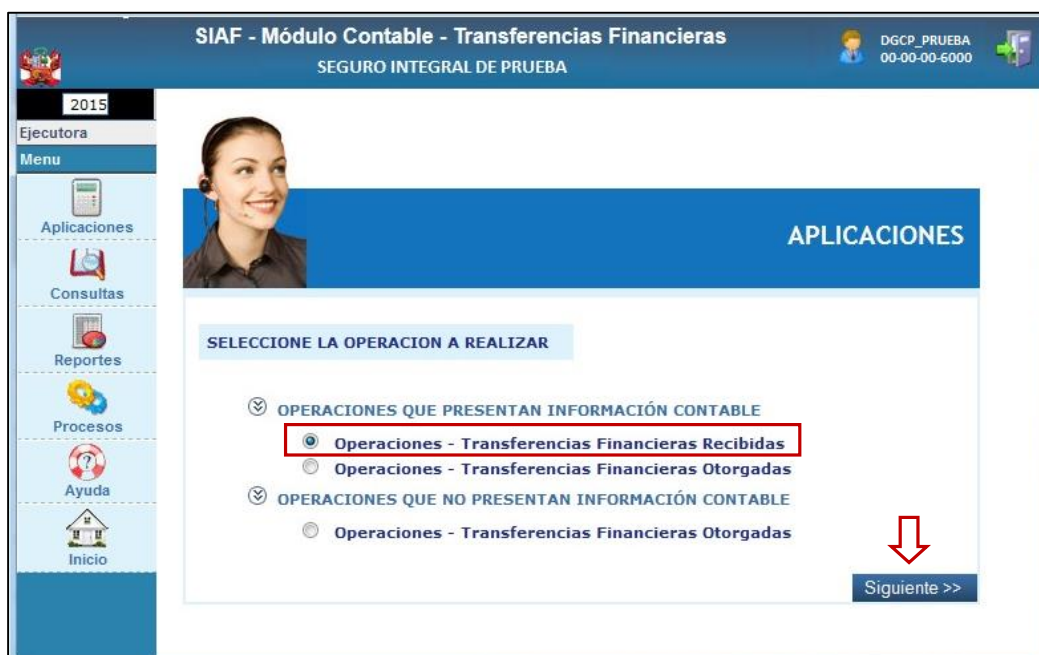 SIAF - Módulo Contable - Transferencias Financieras
SEGURO INTEGRAL DE PRUEBA
DGCP_PRUEBA
00-00-00-6000
2015
Ejecutora
Menu
Aplicaciones
Consultas
Reportes
Procesos
Ayuda
Inicio
APLICACIONES
SELECCIONE LA OPERACION A REALIZAR
OPERACIONES QUE PRESENTAN INFORMACIÓN CONTABLE
Operaciones - Transferencias Financieras Recibidas
Operaciones - Transferencias Financieras Otorgadas
OPERACIONES QUE NO PRESENTAN INFORMACIÓN CONTABLE
Operaciones - Transferencias Financieras Otorgadas
Siguiente >>